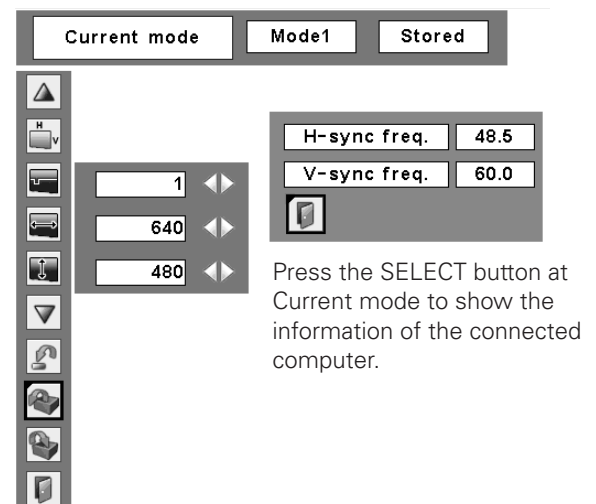 Current mode Mode1 Stored
H V
H-sync freq. 48.5
V-sync freq. 60.0
1
640
480
Press the SELECT button at
Current mode to show the
information of the connected
computer.